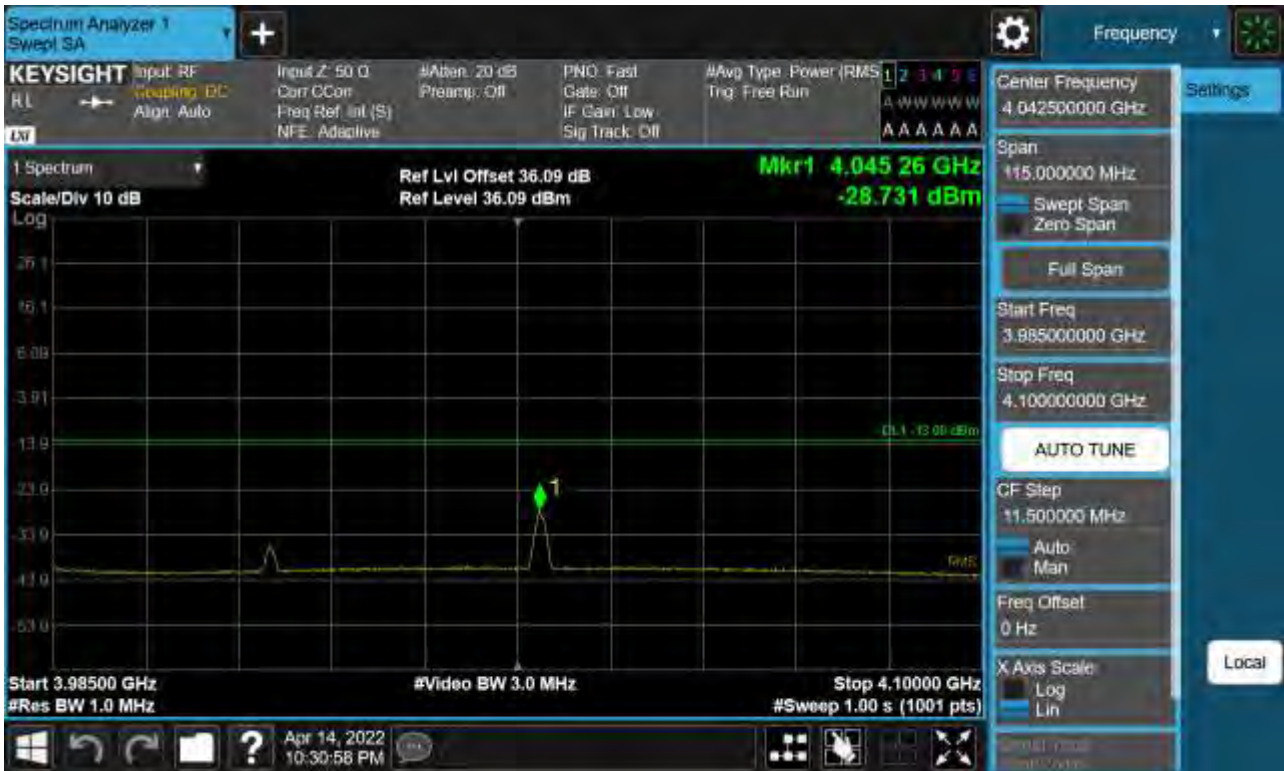 Spectrum Analyzer 1
Swept SA
Frequency
KEYSIGHT
RL
LXI
Input: RF
Coupling: DC
Align: Auto
Input Z: 50 Ω
Corr CCorr
Freq Ref: Int (S)
NFE: Adaptive
#Atten: 20 dB
Preamp: Off
PNO: Fast
Gate: Off
IF Gain: Low
Sig Track: Off
#Avg Type: Power (RMS
Trig: Free Run
1 2 3 4 5 6
A W W W W W
A A A A A A
1 Spectrum
Scale/Div 10 dB
Log
Ref Lvl Offset 36.09 dB
Ref Level 36.09 dBm
Mkr1 4.045 26 GHz
-28.731 dBm
26.1
16.1
6.09
-3.91
-13.9
-23.9
-33.9
-43.9
-53.9
DL1 -13.00 dBm
1
RMS
Start 3.98500 GHz
#Res BW 1.0 MHz
#Video BW 3.0 MHz
Stop 4.10000 GHz
#Sweep 1.00 s (1001 pts)
Center Frequency
4.042500000 GHz
Settings
Span
115.000000 MHz
Swept Span
Zero Span
Full Span
Start Freq
3.985000000 GHz
Stop Freq
4.100000000 GHz
AUTO TUNE
CF Step
11.500000 MHz
Auto
Man
Freq Offset
0 Hz
X Axis Scale
Log
Lin
Local
?
Apr 14, 2022
10:30:58 PM